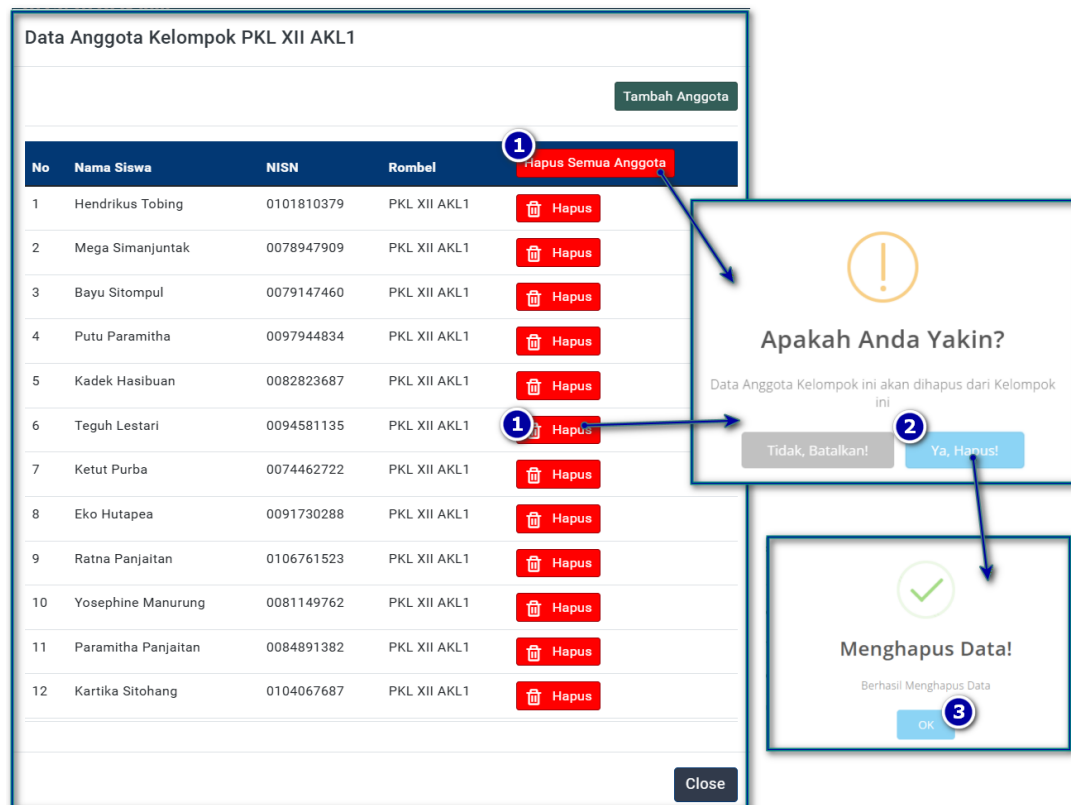 Data Anggota Kelompok PKL XII AKL1
Tambah Anggota
1
No Nama Siswa NISN Rombel Hapus Semua Anggota
1 Hendrikus Tobing 0101810379 PKL XII AKL1 Hapus
2 Mega Simanjuntak 0078947909 PKL XII AKL1 Hapus
3 Bayu Sitompul 0079147460 PKL XII AKL1 Hapus
4 Putu Paramitha 0097944834 PKL XII AKL1 Hapus
5 Kadek Hasibuan 0082823687 PKL XII AKL1 Hapus
6 Teguh Lestari 0094581135 PKL XII AKL1 1 Hapus
7 Ketut Purba 0074462722 PKL XII AKL1 Hapus
8 Eko Hutapea 0091730288 PKL XII AKL1 Hapus
9 Ratna Panjaitan 0106761523 PKL XII AKL1 Hapus
10 Yosephine Manurung 0081149762 PKL XII AKL1 Hapus
11 Paramitha Panjaitan 0084891382 PKL XII AKL1 Hapus
12 Kartika Sitohang 0104067687 PKL XII AKL1 Hapus
Close
Apakah Anda Yakin?
Data Anggota Kelompok ini akan dihapus dari Kelompok
ini
2
Tidak, Batalkan! Ya, Hapus!
Menghapus Data!
Berhasil Menghapus Data
OK 3